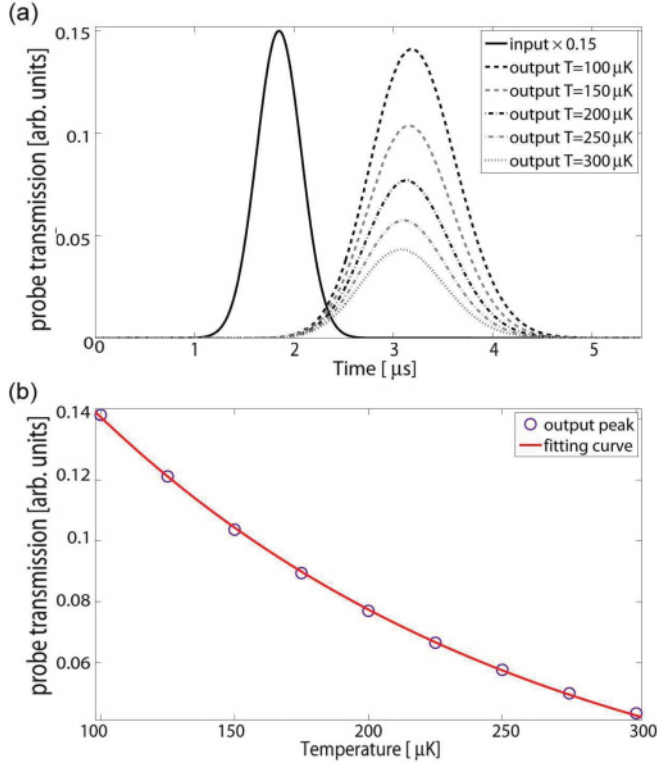 (a)
0.15
0.1
0.05
0
probe transmission [arb. units]
input × 0.15
output T=100 μK
output T=150 μK
output T=200 μK
output T=250 μK
output T=300 μK
0 1 2 3 4 5
Time [ μs]
(b)
0.14
0.12
0.1
0.08
0.06
probe transmission [arb. units]
output peak
fitting curve
100 150 200 250 300
Temperature [ μK]